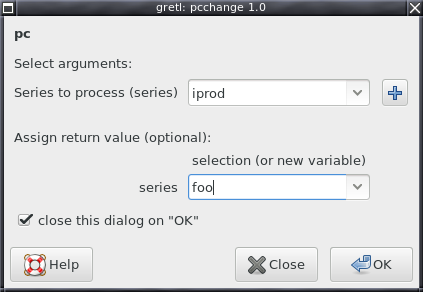 gretl: pcchange 1.0
pc
Select arguments:
Series to process (series) iprod
Assign return value (optional):
selection (or new variable)
series foo
close this dialog on "OK"
Help Close OK